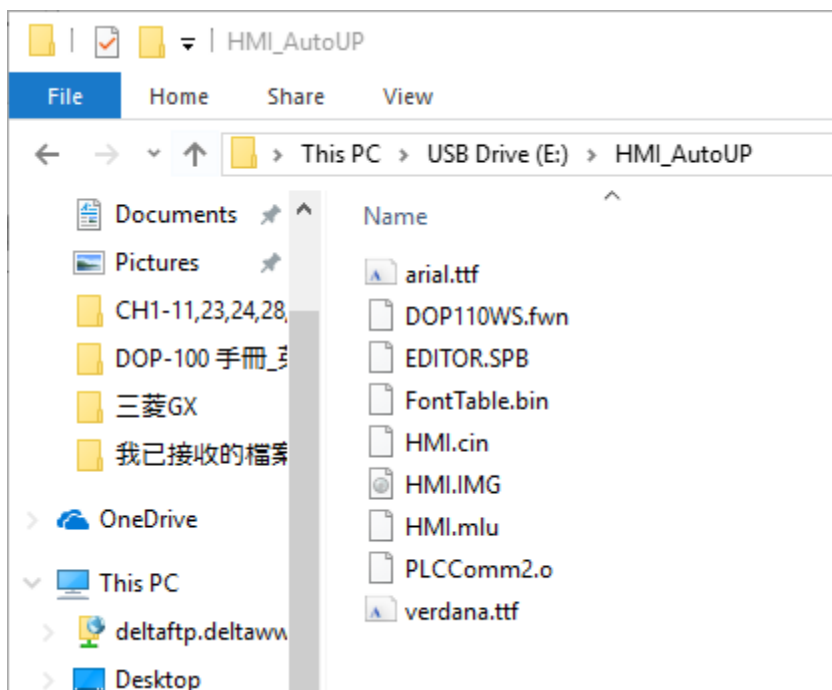 HMI_AutoUP
File Home Share View
This PC > USB Drive (E:) > HMI_AutoUP
Documents
Pictures
CH1-11,23,24,28,
DOP-100 手冊_
三菱GX
我已接收的檔案
OneDrive
This PC
deltaftp.deltaww
Desktop
Name
arial.ttf
DOP110WS.fwn
EDITOR.SPB
FontTable.bin
HMI.cin
HMI.IMG
HMI.mlu
PLCComm2.o
verdana.ttf